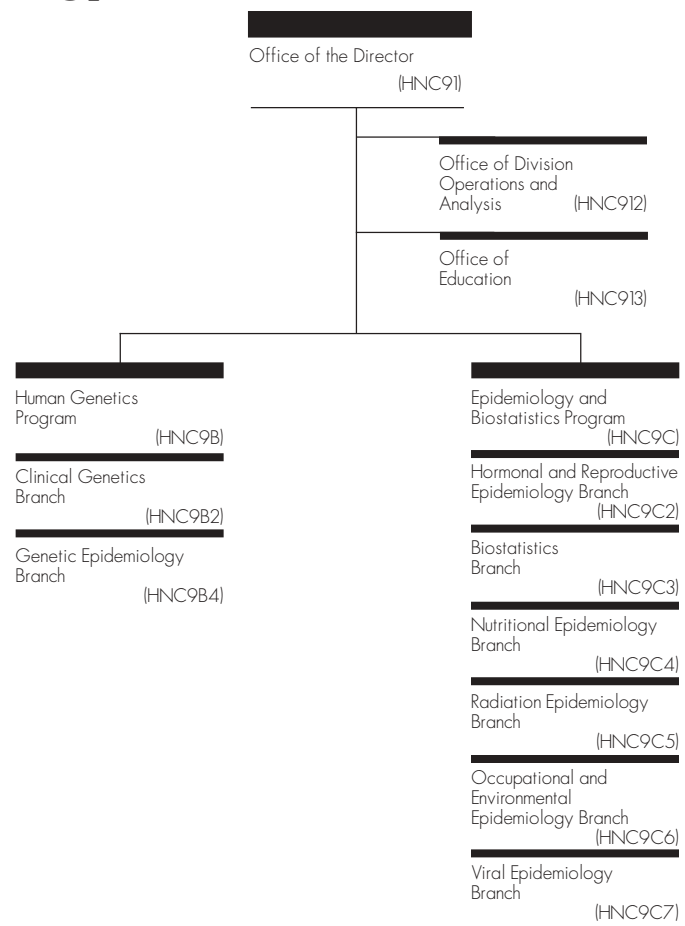 Office of the Director
(HNC91)
Office of Division
Operations and
Analysis (HNC912)
Office of
Education
(HNC913)
Human Genetics
Program
(HNC9B)
Clinical Genetics
Branch
(HNC9B2)
Genetic Epidemiology
Branch
(HNC9B4)
Epidemiology and
Biostatistics Program
(HNC9C)
Hormonal and Reproductive
Epidemiology Branch
(HNC9C2)
Biostatistics
Branch
(HNC9C3)
Nutritional Epidemiology
Branch
(HNC9C4)
Radiation Epidemiology
Branch
(HNC9C5)
Occupational and
Environmental
Epidemiology Branch
(HNC9C6)
Viral Epidemiology
Branch
(HNC9C7)